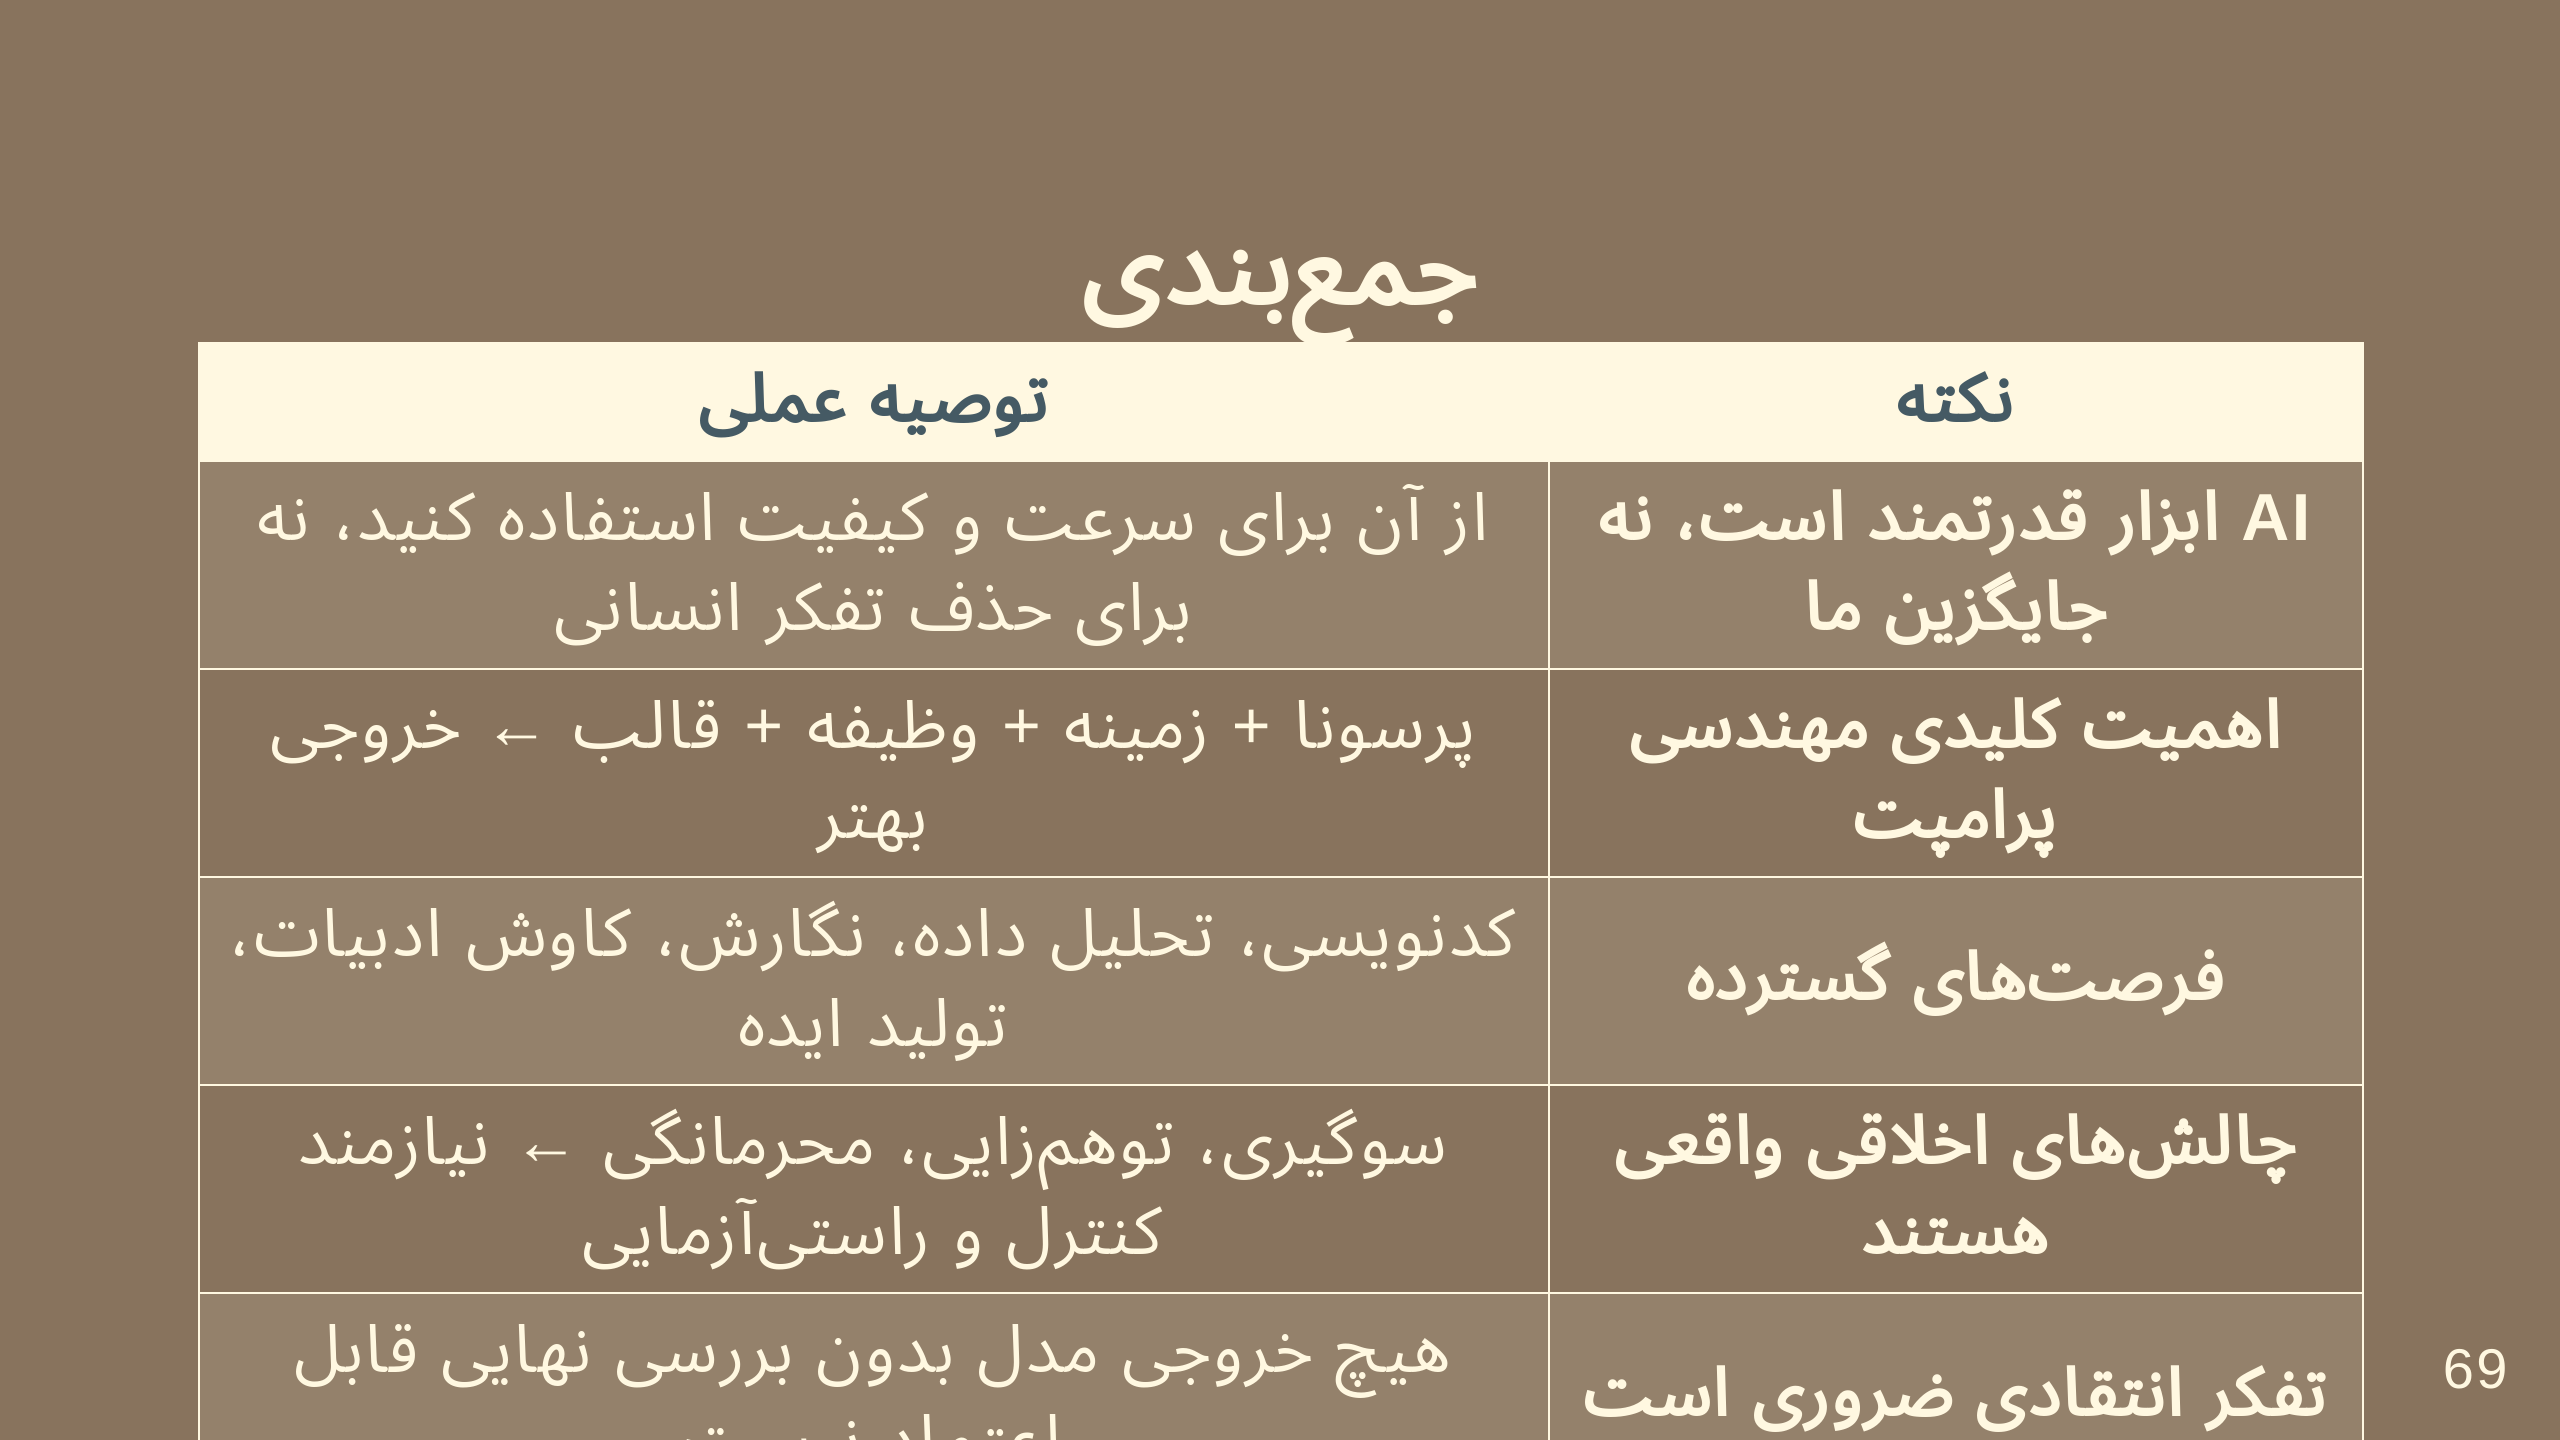 جمع‌بندی
نکته
توصیه عملی
AI ابزار قدرتمند است، نه
جایگزین ما
از آن برای سرعت و کیفیت استفاده کنید، نه
برای حذف تفکر انسانی
اهمیت کلیدی مهندسی
پرامپت
پرسونا + زمینه + وظیفه + قالب ← خروجی
بهتر
فرصت‌های گسترده
کدنویسی، تحلیل داده، نگارش، کاوش ادبیات،
تولید ایده
چالش‌های اخلاقی واقعی
هستند
سوگیری، توهم‌زایی، محرمانگی ← نیازمند
کنترل و راستی‌آزمایی
تفکر انتقادی ضروری است
هیچ خروجی مدل بدون بررسی نهایی قابل
69